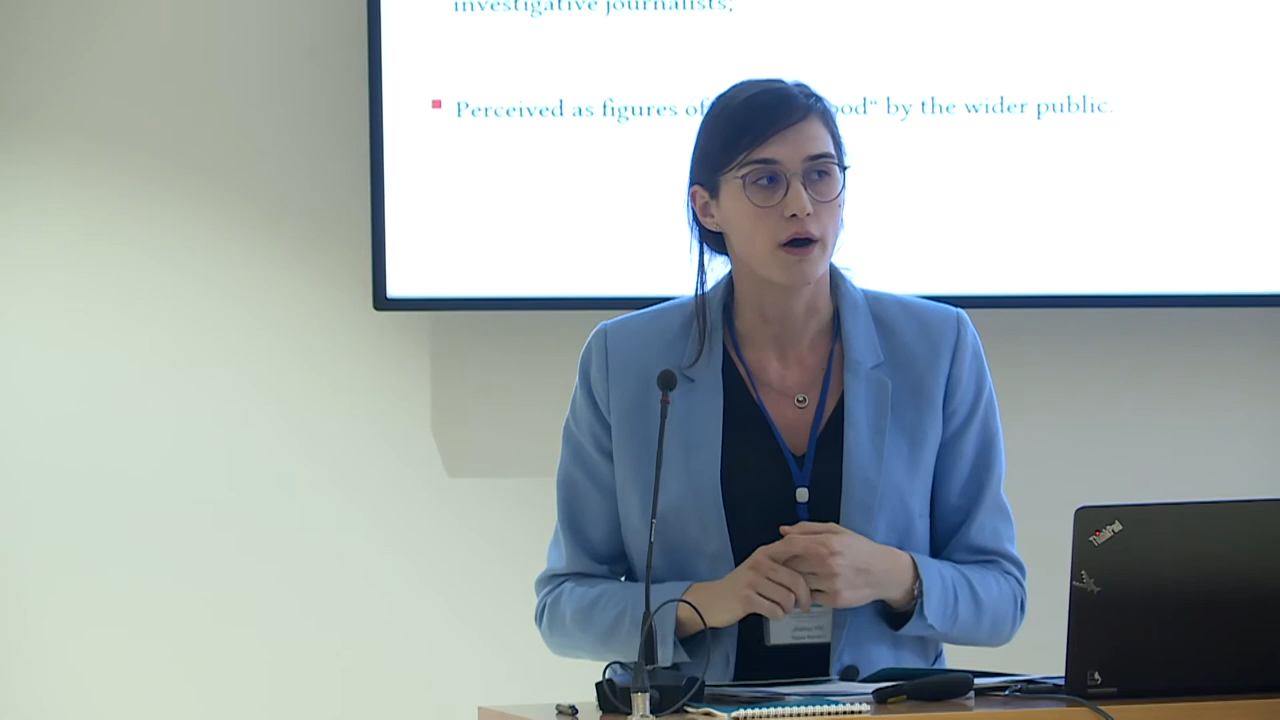 investigative journalists;
Perceived as figures of ood“ by the wider public.
ThinkPad